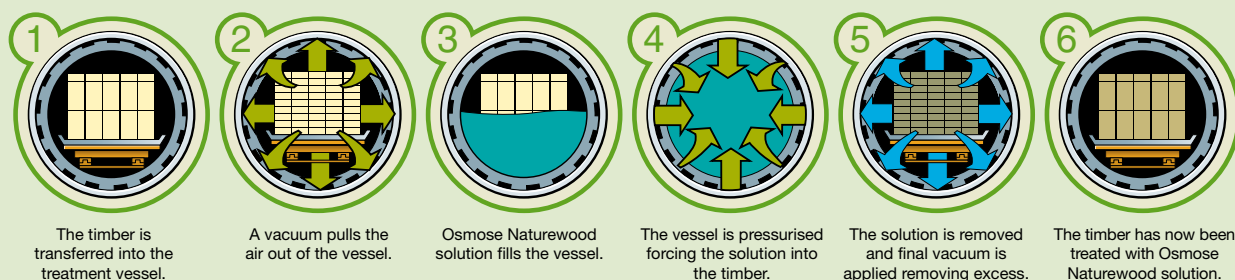 1
The timber is
transferred into the
treatment vessel.
2
A vacuum pulls the
air out of the vessel.
3
Osmose Naturewood
solution fills the vessel.
4
The vessel is pressurised
forcing the solution into
the timber.
5
The solution is removed
and final vacuum is
applied removing excess.
6
The timber has now been
treated with Osmose
Naturewood solution.